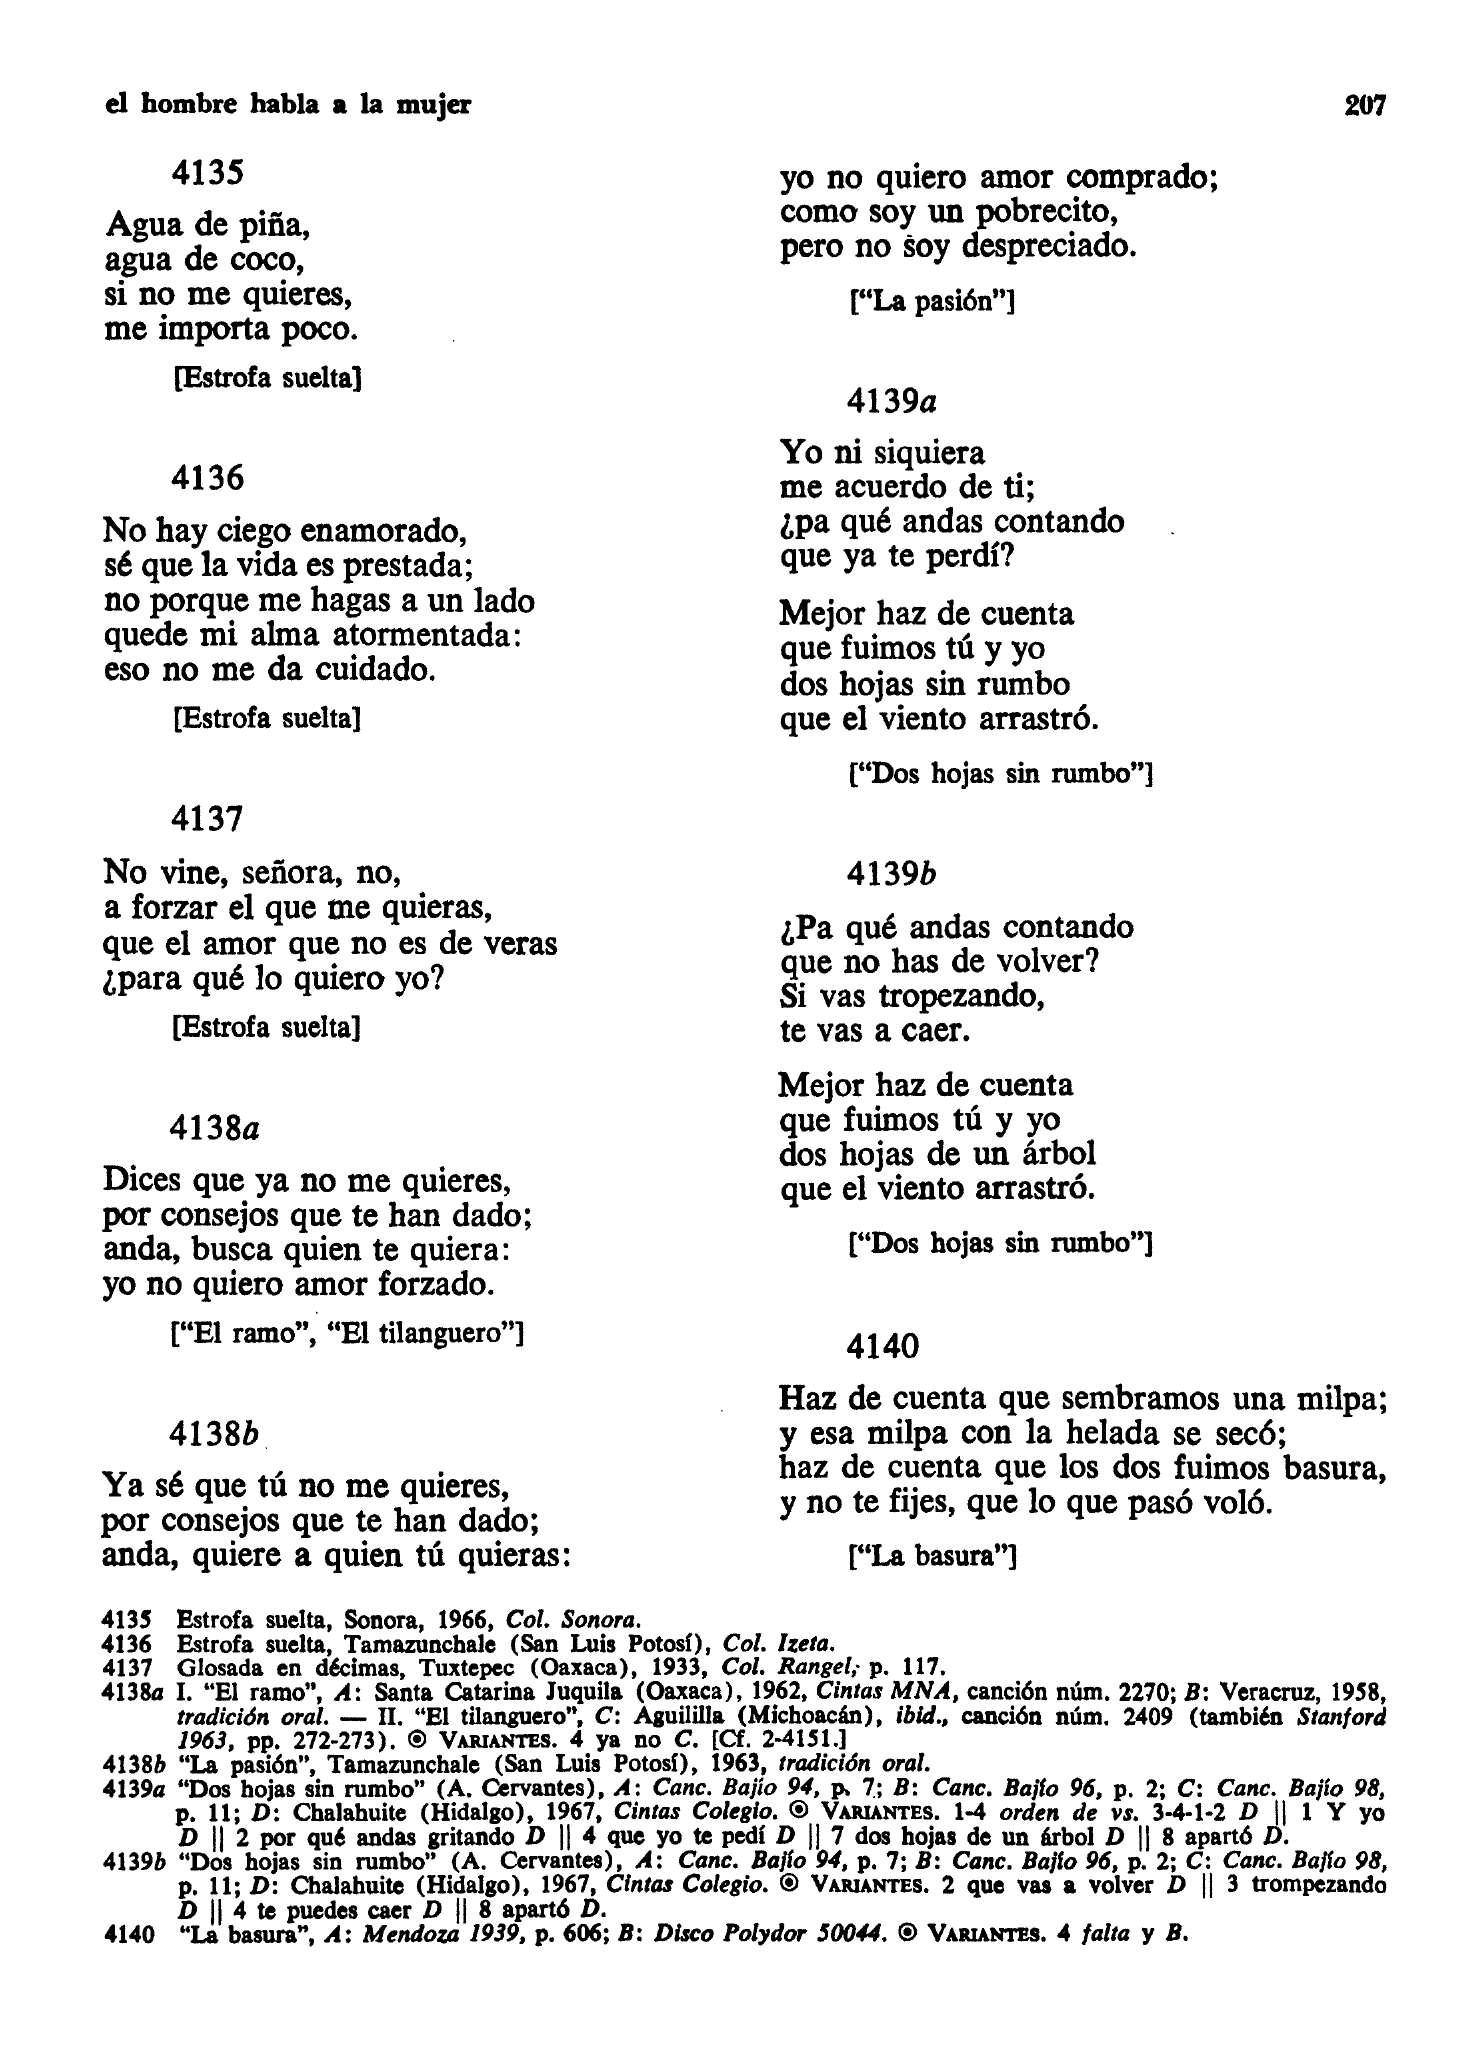 el hombre habla a la mujer
207
4135
Agua de piña,
agua de coco,
si no me quieres,
me importa poco.
[Estrofa suelta]
4136
No hay ciego enamorado,
sé que la vida es prestada;
no porque me hagas a un lado
quede mi alma atormentada:
eso no me da cuidado.
[Estrofa suelta]
4137
No vine, señora, no,
a forzar el que me quieras,
que el amor que no es de veras
¿para qué lo quiero yo?
[Estrofa suelta]
4138a
Dices que ya no me quieres,
por consejos que te han dado;
anda, busca quien te quiera:
yo no quiero amor forzado.
[“El ramo”, “El tilanguero”]
4138b
Ya sé que tú no me quieres,
por consejos que te han dado;
anda, quiere a quien tú quieras:
yo no quiero amor comprado;
como soy un pobrecito,
pero no soy despreciado.
[“La pasión”]
4139a
Yo ni siquiera
me acuerdo de ti;
¿pa qué andas contando
que ya te perdí?
Mejor haz de cuenta
que fuimos tú y yo
dos hojas sin rumbo
que el viento arrastró.
[“Dos hojas sin rumbo”]
4139b
¿Pa qué andas contando
que no has de volver?
Si vas tropezando,
te vas a caer.
Mejor haz de cuenta
que fuimos tú y yo
dos hojas de un árbol
que el viento arrastró.
[“Dos hojas sin rumbo”]
4140
Haz de cuenta que sembramos una milpa;
y esa milpa con la helada se secó;
haz de cuenta que los dos fuimos basura,
y no te fijes, que lo que pasó voló.
[“La basura”]
4135 Estrofa suelta, Sonora, 1966, Col. Sonora.
4136 Estrofa suelta, Tamazunchale (San Luis Potosí), Col. Izeta.
4137 Glosada en décimas, Tuxtepec (Oaxaca), 1933, Col. Rangel, p. 117.
4138a I. “El ramo”, A: Santa Catarina Juquila (Oaxaca), 1962, Cintas MNA, canción núm. 2270; B: Veracruz, 1958,
tradición oral. — II. “El tilanguero”, C: Aguililla (Michoacán), ibid., canción núm. 2409 (también Stanford
1963, pp. 272-273). ® VARIANTES. 4 ya no C. [Cf. 2-4151.]
4138b “La pasión”, Tamazunchale (San Luis Potosí), 1963, tradición oral.
4139a “Dos hojas sin rumbo” (A. Cervantes), A: Canc. Bajío 94, p. 7; B: Canc. Bajío 96, p. 2; C: Canc. Bajío 98,
p. 11; D: Chalahuite (Hidalgo), 1967, Cintas Colegio. ® VARIANTES. 1-4 orden de vs. 3-4-1-2 D || 1 Y yo
D || 2 por qué andas gritando D || 4 que yo te pedí D || 7 dos hojas de un árbol D || 8 apartó D.
4139b “Dos hojas sin rumbo” (A. Cervantes), A: Canc. Bajío 94, p. 7; B: Canc. Bajío 96, p. 2; C: Canc. Bajío 98,
p. 11; D: Chalahuite (Hidalgo), 1967, Cintas Colegio. ® VARIANTES. 2 que vas a volver D || 3 trompezando
D || 4 te puedes caer D || 8 apartó D.
4140 “La basura”, A: Mendoza 1939, p. 606; B: Disco Polydor 50044. ® VARIANTES. 4 falta y B.